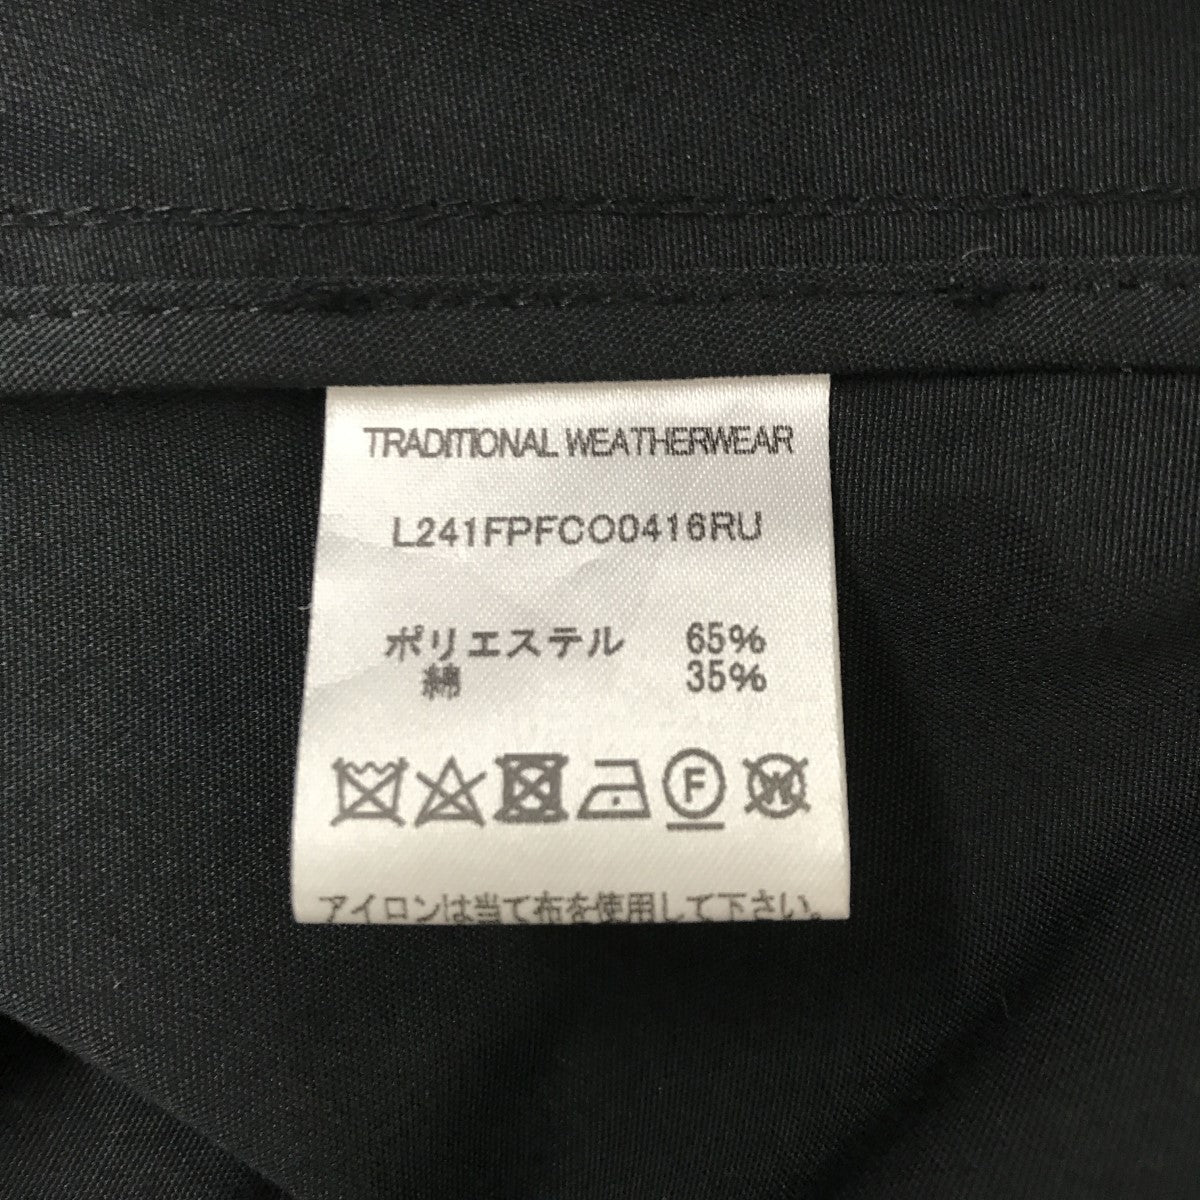 TRADITIONAL WEATHERWEAR
L241FPFCO0416RU
ポリエステル 65%
綿 35%
F W
アイロンは当て布を使用して下さい。